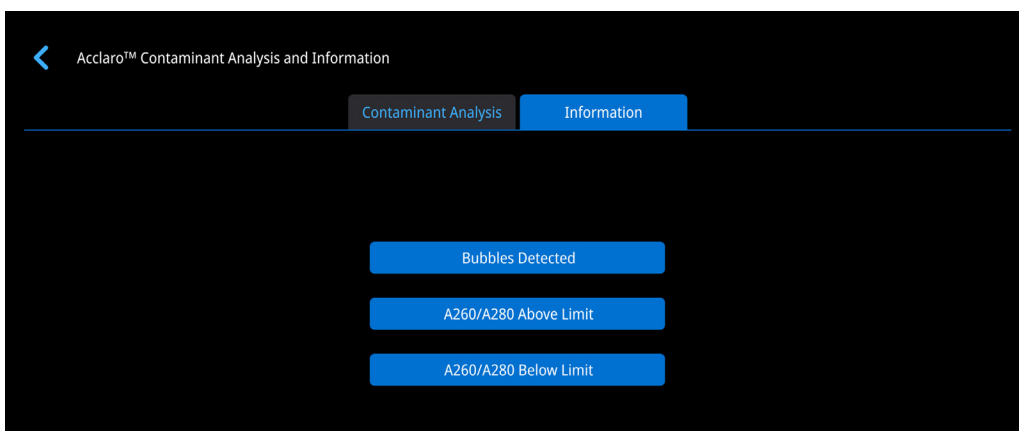 Acclaro™ Contaminant Analysis and Information
Contaminant Analysis
Information
Bubbles Detected
A260/A280 Above Limit
A260/A280 Below Limit